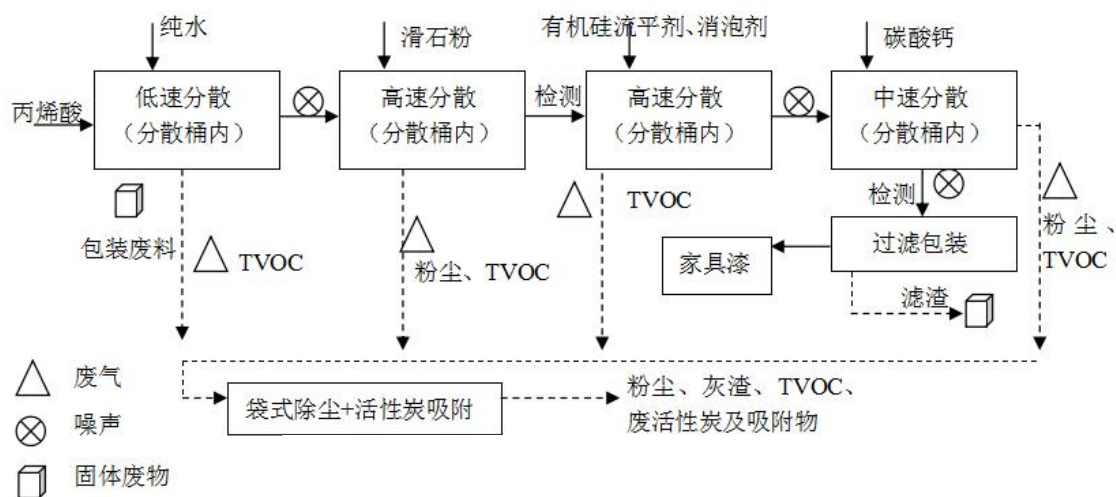 纯水
滑石粉
有机硅流平剂、消泡剂
碳酸钙
丙烯酸
低速分散
（分散桶内）
高速分散
（分散桶内）
检测
高速分散
（分散桶内）
中速分散
（分散桶内）
包装废料
TVOC
粉尘、TVOC
TVOC
检测
粉尘、
TVOC
过滤包装
家具漆
滤渣
废气
噪声
固体废物
袋式除尘+活性炭吸附
粉尘、灰渣、TVOC、
废活性炭及吸附物